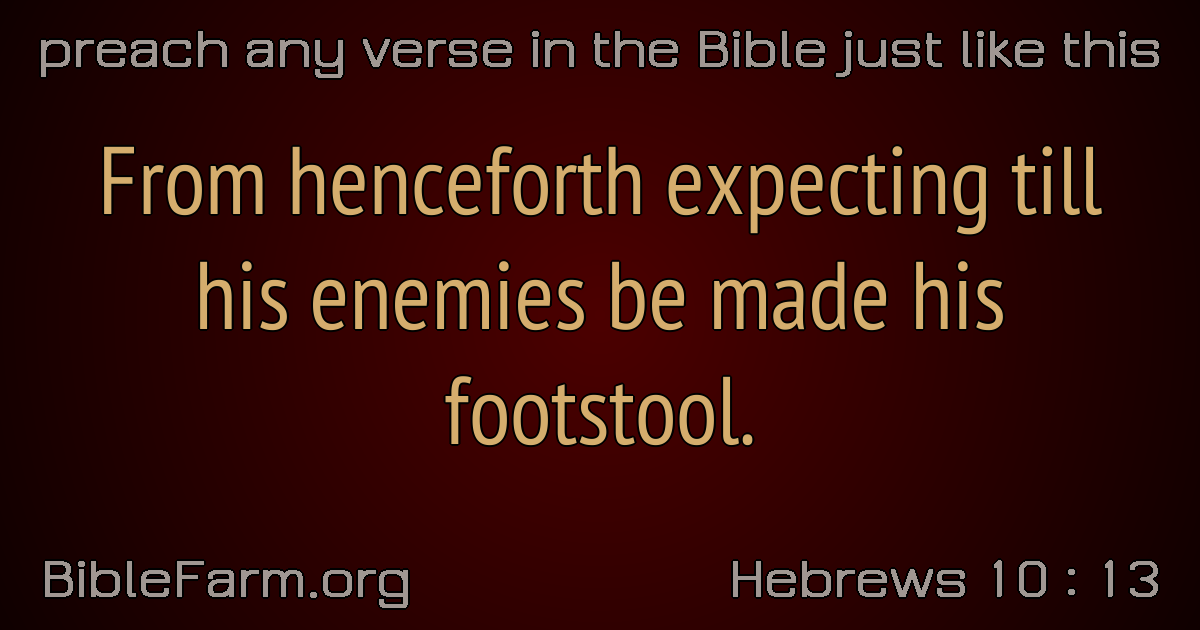 preach any verse in the Bible just like this
From henceforth expecting till
his enemies be made his
footstool.
BibleFarm.org
Hebrews 10 : 13